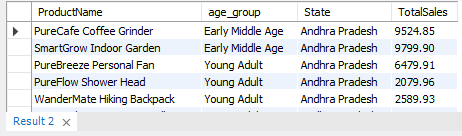 ProductName age_group State TotalSales
PureCafe Coffee Grinder Early Middle Age Andhra Pradesh 9524.85
SmartGrow Indoor Garden Early Middle Age Andhra Pradesh 9799.90
PureBreeze Personal Fan Young Adult Andhra Pradesh 6479.91
PureFlow Shower Head Young Adult Andhra Pradesh 2079.96
WanderMate Hiking Backpack Young Adult Andhra Pradesh 2589.93
Result 2